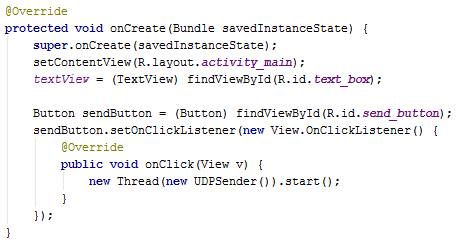 @Override
protected void onCreate(Bundle savedInstanceState) {
    super.onCreate(savedInstanceState);
    setContentView(R.layout.activity_main);
    textView = (TextView) findViewById(R.id.text_box);

    Button sendButton = (Button) findViewById(R.id.send_button);
    sendButton.setOnClickListener(new View.OnClickListener() {
        @Override
        public void onClick(View v) {
            new Thread(new UDPSender()).start();
        }
    });
}